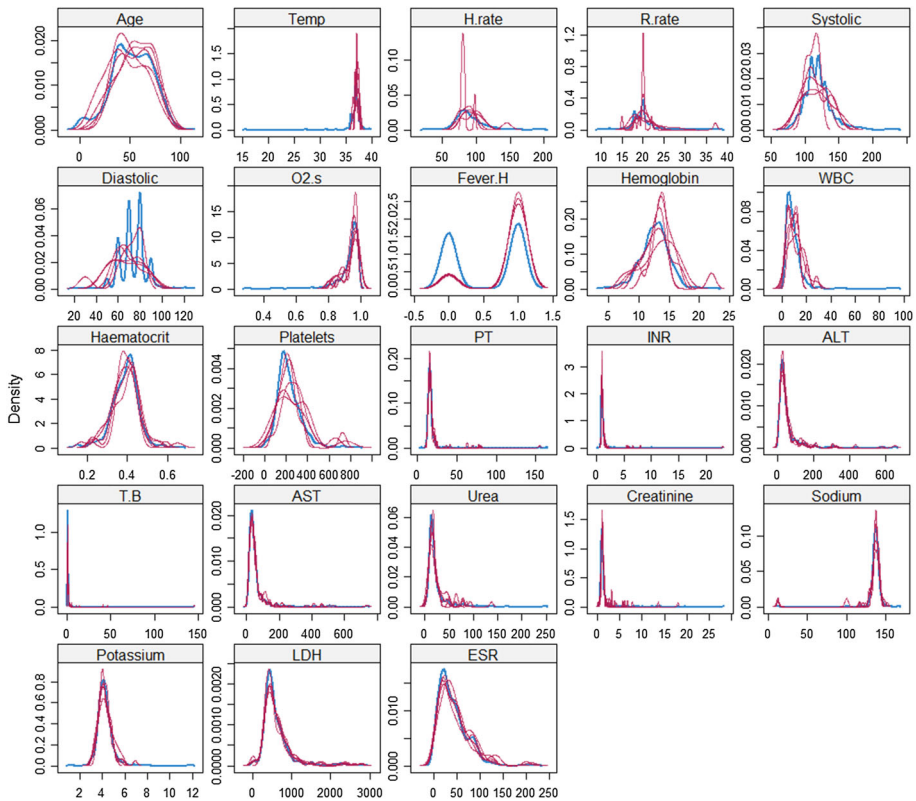 Age Temp H.rate R.rate Systolic
0.000 0.010 0.020
0.0 0.5 1.0 1.5
0.00 0.05 0.10
0.0 0.4 0.8 1.2
0.00 0.01 0.02 0.03
0 50 100
15 20 25 30 35 40
50 100 150 200
10 15 20 25 30 35 40
50 100 150 200
Diastolic O2.s Fever.H Hemoglobin WBC
0.00 0.02 0.04 0.06
0 5 10 15
0.0 0.5 1.0 1.5 2.0 2.5
0.00 0.10 0.20
0.00 0.04 0.08
20 40 60 80 100 120
0.4 0.6 0.8 1.0
-0.5 0.0 0.5 1.0 1.5
5 10 15 20 25
0 20 40 60 80 100
Haematocrit Platelets PT INR ALT
Density
0 2 4 6 8
0.000 0.002 0.004
0.00 0.10 0.20
0 1 2 3
0.000 0.010 0.020
0.2 0.4 0.6
-200 0 200 400 600 800
0 50 100 150
0 5 10 15 20
0 200 400 600
T.B AST Urea Creatinine Sodium
0.0 0.5 1.0
0.000 0.010 0.020
0.00 0.02 0.04 0.06
0.0 0.5 1.0 1.5
0.00 0.05 0.10
0 50 100 150
0 200 400 600
0 50 100 150 200 250
0 5 10 15 20 25
0 50 100 150
Potassium LDH ESR
0.0 0.2 0.4 0.6 0.8
0.0000 0.0010 0.0020
0.000 0.010
2 4 6 8 10 12
0 1000 2000 3000
0 50 100 150 200 250